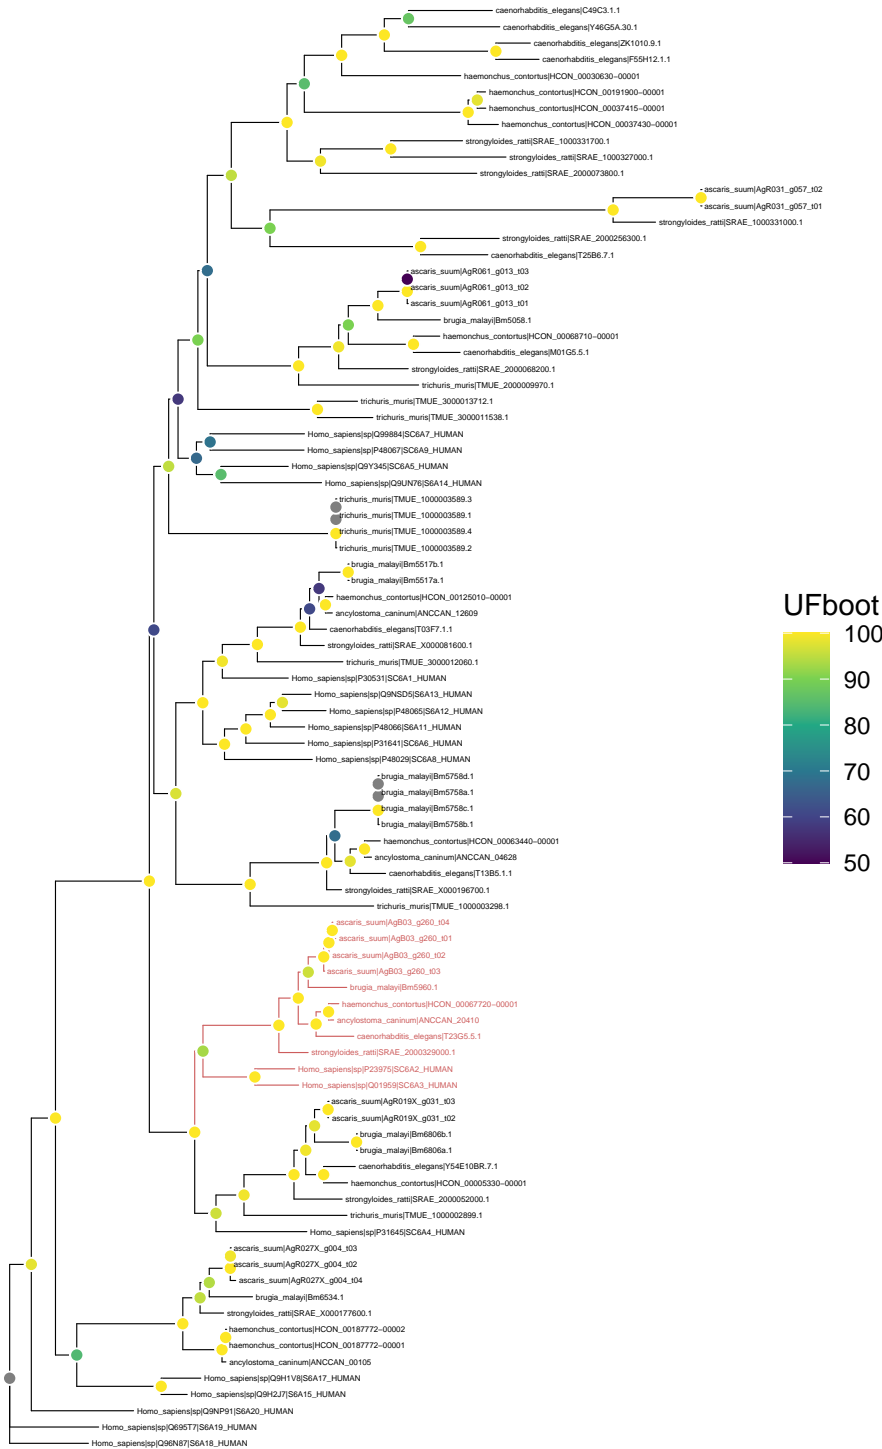 caenorhabditis_elegans|C49C3.1.1
caenorhabditis_elegans|Y46G5A.30.1
caenorhabditis_elegans|ZK1010.9.1
caenorhabditis_elegans|F55H12.1.1
haemonchus_contortus|HCON_00030630−00001
haemonchus_contortus|HCON_00191900−00001
haemonchus_contortus|HCON_00037415−00001
haemonchus_contortus|HCON_00037430−00001
strongyloides_ratti|SRAE_1000331700.1
strongyloides_ratti|SRAE_1000327000.1
strongyloides_ratti|SRAE_2000073800.1
ascaris_suum|AgR031_g057_t02
ascaris_suum|AgR031_g057_t01
strongyloides_ratti|SRAE_1000331000.1
strongyloides_ratti|SRAE_2000256300.1
caenorhabditis_elegans|T25B6.7.1
ascaris_suum|AgR061_g013_t03
ascaris_suum|AgR061_g013_t02
ascaris_suum|AgR061_g013_t01
brugia_malayi|Bm5058.1
haemonchus_contortus|HCON_00068710−00001
caenorhabditis_elegans|M01G5.5.1
strongyloides_ratti|SRAE_2000068200.1
trichuris_muris|TMUE_2000009970.1
trichuris_muris|TMUE_3000013712.1
trichuris_muris|TMUE_3000011538.1
Homo_sapiens|sp|Q99884|SC6A7_HUMAN
Homo_sapiens|sp|P48067|SC6A9_HUMAN
Homo_sapiens|sp|Q9Y345|SC6A5_HUMAN
Homo_sapiens|sp|Q9UN76|S6A14_HUMAN
trichuris_muris|TMUE_1000003589.3
trichuris_muris|TMUE_1000003589.1
trichuris_muris|TMUE_1000003589.4
trichuris_muris|TMUE_1000003589.2
brugia_malayi|Bm5517b.1
brugia_malayi|Bm5517a.1
haemonchus_contortus|HCON_00125010−00001
ancylostoma_caninum|ANCCAN_12609
caenorhabditis_elegans|T03F7.1.1
strongyloides_ratti|SRAE_X000081600.1
trichuris_muris|TMUE_3000012060.1
Homo_sapiens|sp|P30531|SC6A1_HUMAN
Homo_sapiens|sp|Q9NSD5|S6A13_HUMAN
Homo_sapiens|sp|P48065|S6A12_HUMAN
Homo_sapiens|sp|P48066|S6A11_HUMAN
Homo_sapiens|sp|P31641|SC6A6_HUMAN
Homo_sapiens|sp|P48029|SC6A8_HUMAN
brugia_malayi|Bm5758d.1
brugia_malayi|Bm5758a.1
brugia_malayi|Bm5758c.1
brugia_malayi|Bm5758b.1
haemonchus_contortus|HCON_00063440−00001
ancylostoma_caninum|ANCCAN_04628
caenorhabditis_elegans|T13B5.1.1
strongyloides_ratti|SRAE_X000196700.1
trichuris_muris|TMUE_1000003298.1
ascaris_suum|AgB03_g260_t04
ascaris_suum|AgB03_g260_t01
ascaris_suum|AgB03_g260_t02
ascaris_suum|AgB03_g260_t03
brugia_malayi|Bm5960.1
haemonchus_contortus|HCON_00067720−00001
ancylostoma_caninum|ANCCAN_20410
caenorhabditis_elegans|T23G5.5.1
strongyloides_ratti|SRAE_2000329000.1
Homo_sapiens|sp|P23975|SC6A2_HUMAN
Homo_sapiens|sp|Q01959|SC6A3_HUMAN
ascaris_suum|AgR019X_g031_t03
ascaris_suum|AgR019X_g031_t02
brugia_malayi|Bm6806b.1
brugia_malayi|Bm6806a.1
caenorhabditis_elegans|Y54E10BR.7.1
haemonchus_contortus|HCON_00005330−00001
strongyloides_ratti|SRAE_2000052000.1
trichuris_muris|TMUE_1000002899.1
Homo_sapiens|sp|P31645|SC6A4_HUMAN
ascaris_suum|AgR027X_g004_t03
ascaris_suum|AgR027X_g004_t02
ascaris_suum|AgR027X_g004_t04
brugia_malayi|Bm6534.1
strongyloides_ratti|SRAE_X000177600.1
haemonchus_contortus|HCON_00187772−00002
haemonchus_contortus|HCON_00187772−00001
ancylostoma_caninum|ANCCAN_00105
Homo_sapiens|sp|Q9H1V8|S6A17_HUMAN
Homo_sapiens|sp|Q9H2J7|S6A15_HUMAN
Homo_sapiens|sp|Q9NP91|S6A20_HUMAN
Homo_sapiens|sp|Q695T7|S6A19_HUMAN
Homo_sapiens|sp|Q96N87|S6A18_HUMAN
UFboot
100
90
80
70
60
50